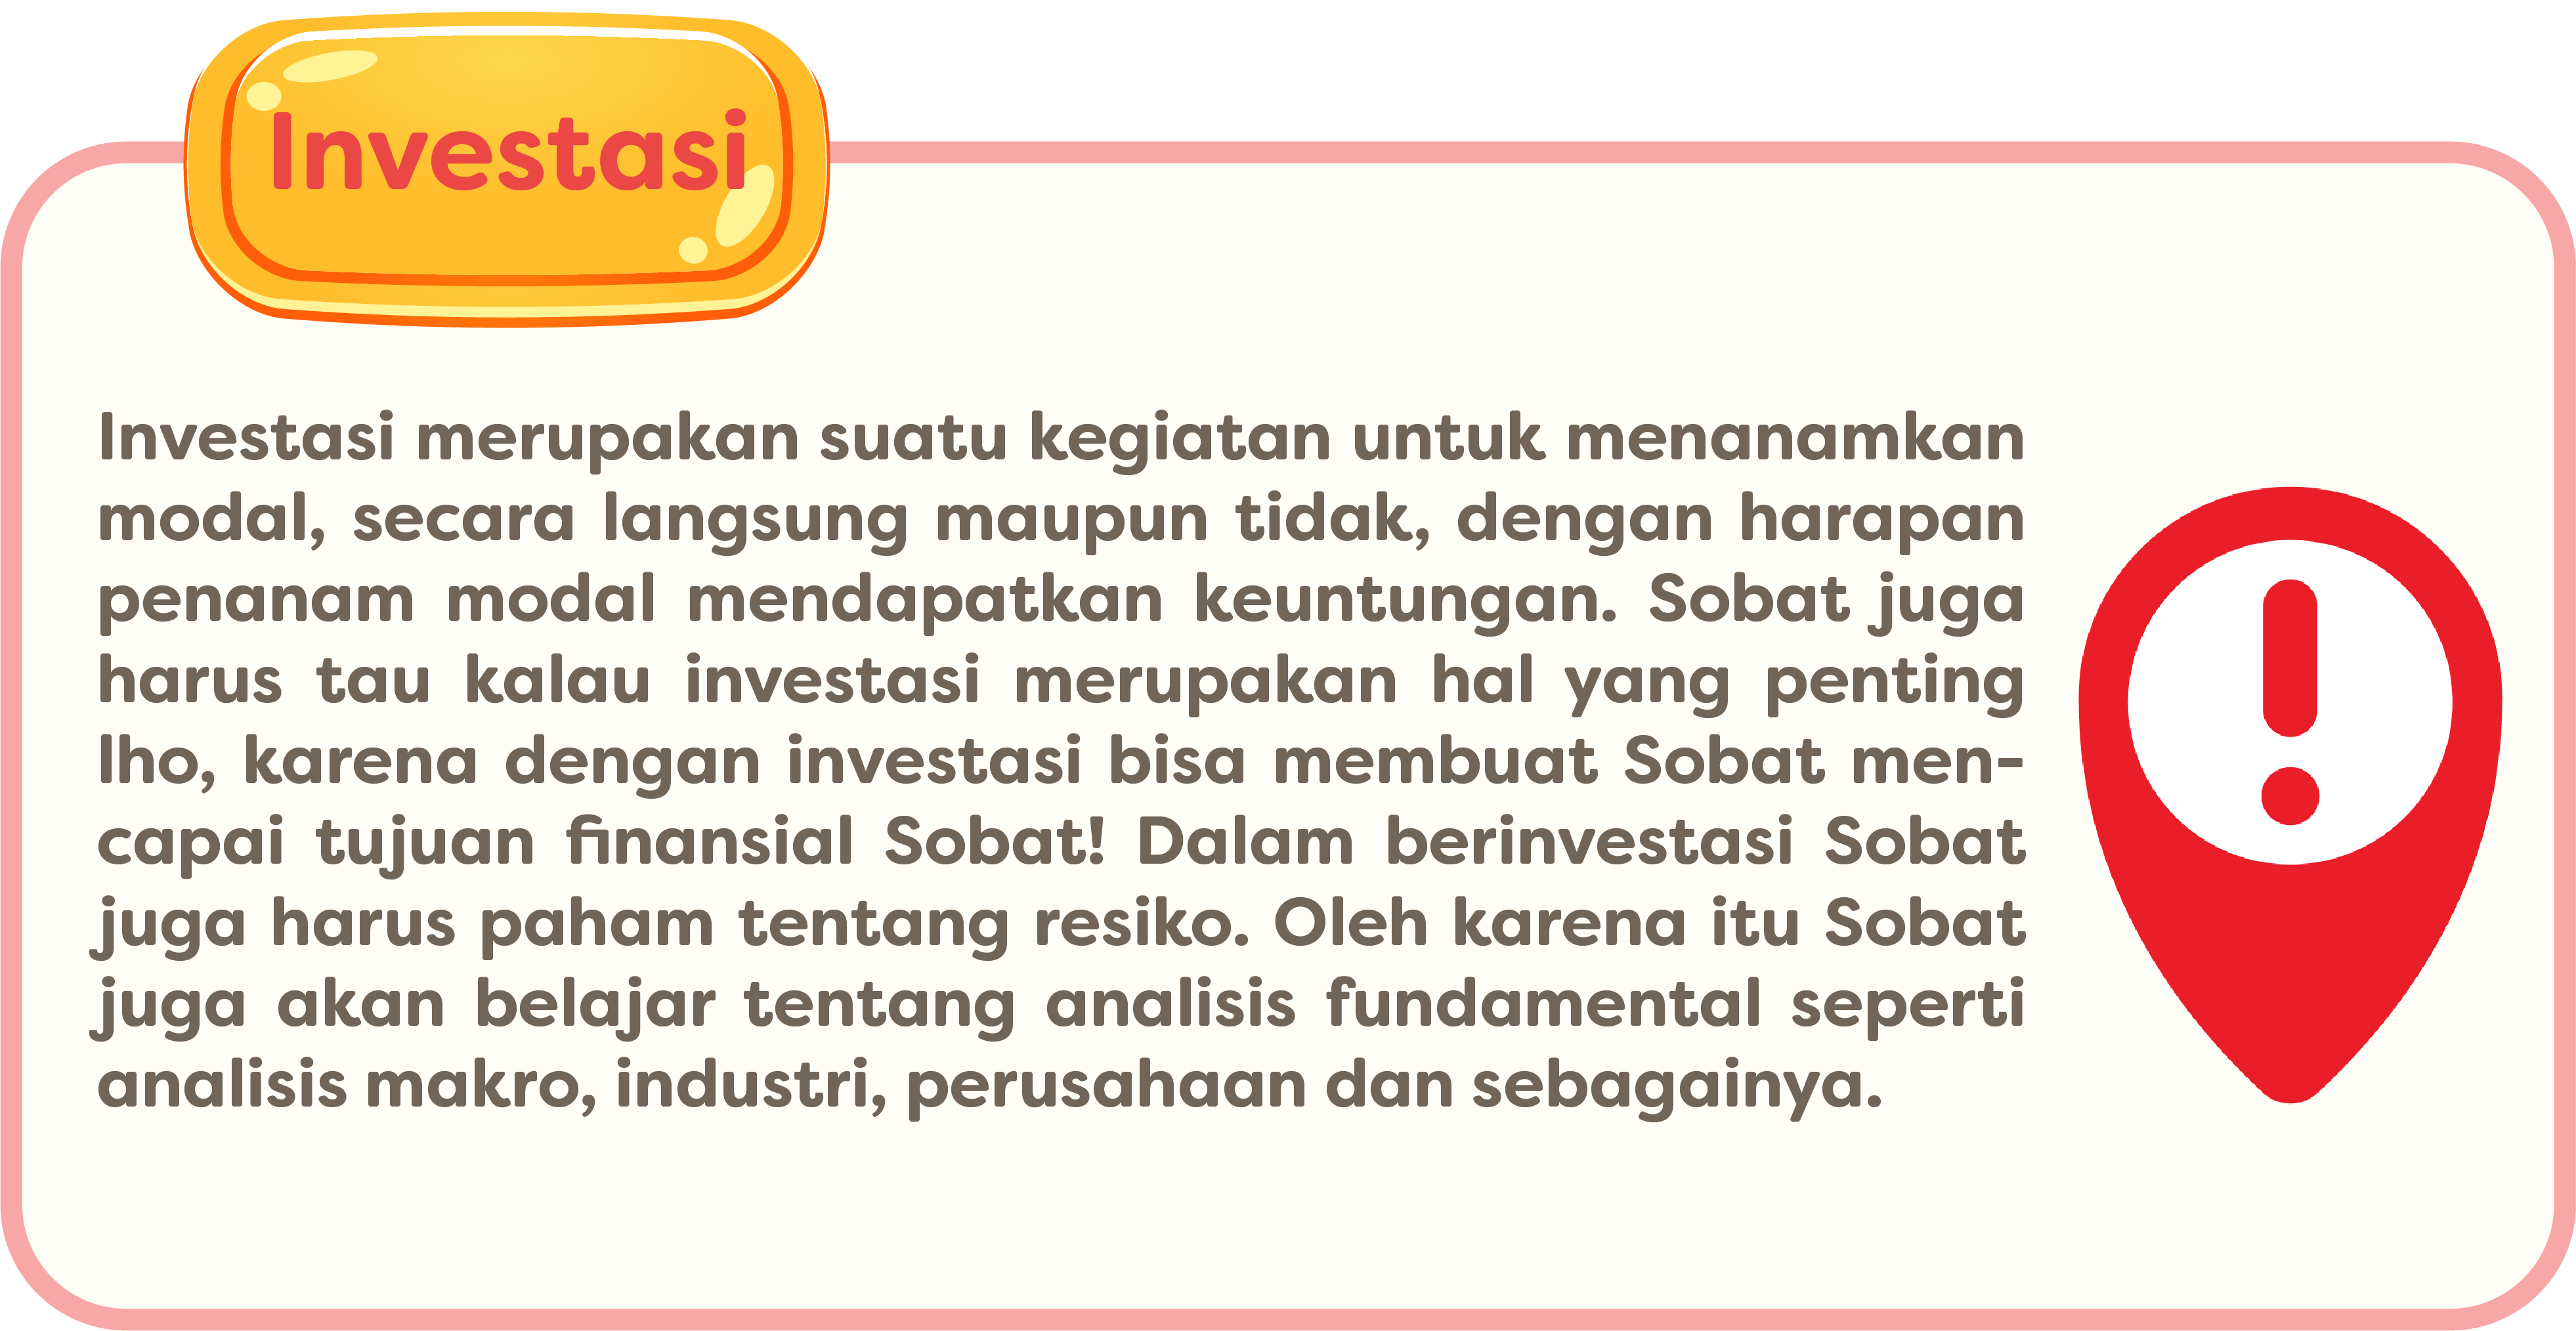 Investasi
Investasi merupakan suatu kegiatan untuk menanamkan
modal, secara langsung maupun tidak, dengan harapan
penanam modal mendapatkan keuntungan. Sobat juga
harus tau kalau investasi merupakan hal yang penting
lho, karena dengan investasi bisa membuat Sobat men-
capai tujuan finansial Sobat! Dalam berinvestasi Sobat
juga harus paham tentang resiko. Oleh karena itu Sobat
juga akan belajar tentang analisis fundamental seperti
analisis makro, industri, perusahaan dan sebagainya.